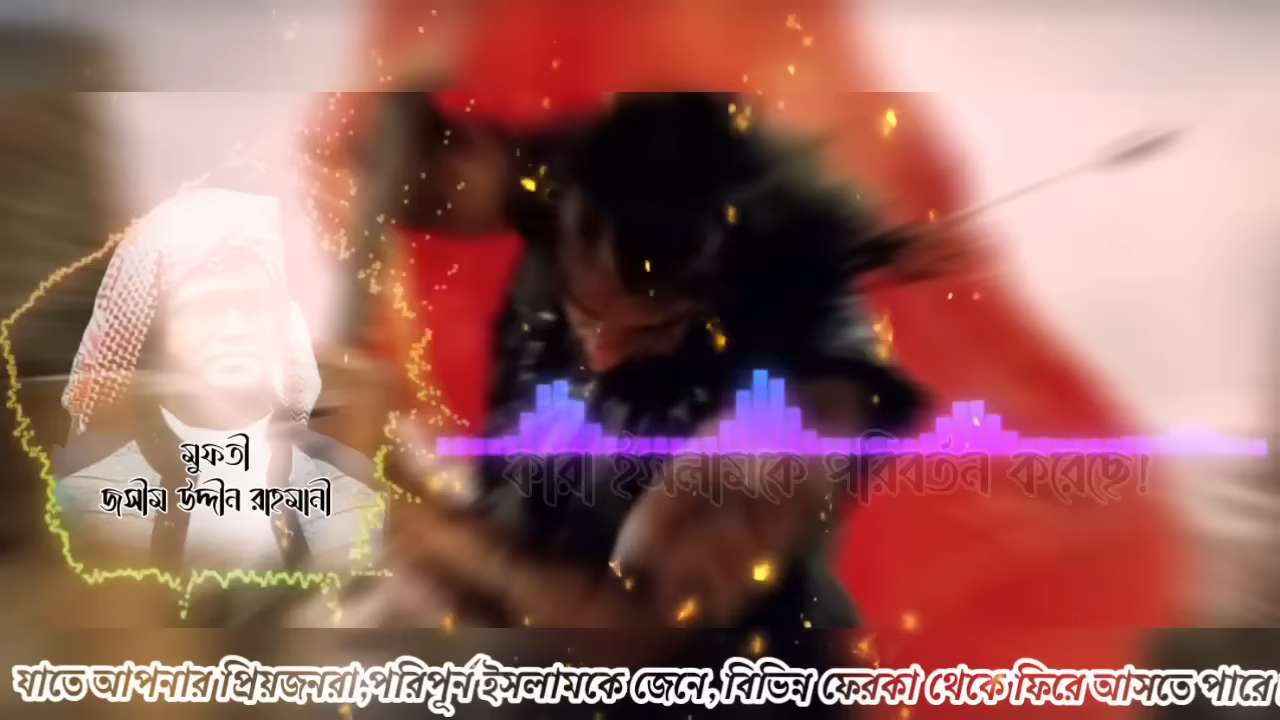 মুফতী
জসীম উদ্দীন রাহমানী
কারা ইসলামকে পরিবর্তন করেছে!
যাতে আপনার প্রিয়জনরা,পরিপূর্ন ইসলামকে জেনে, বিভিন্ন ফেরকা থেকে ফিরে আসতে পারে